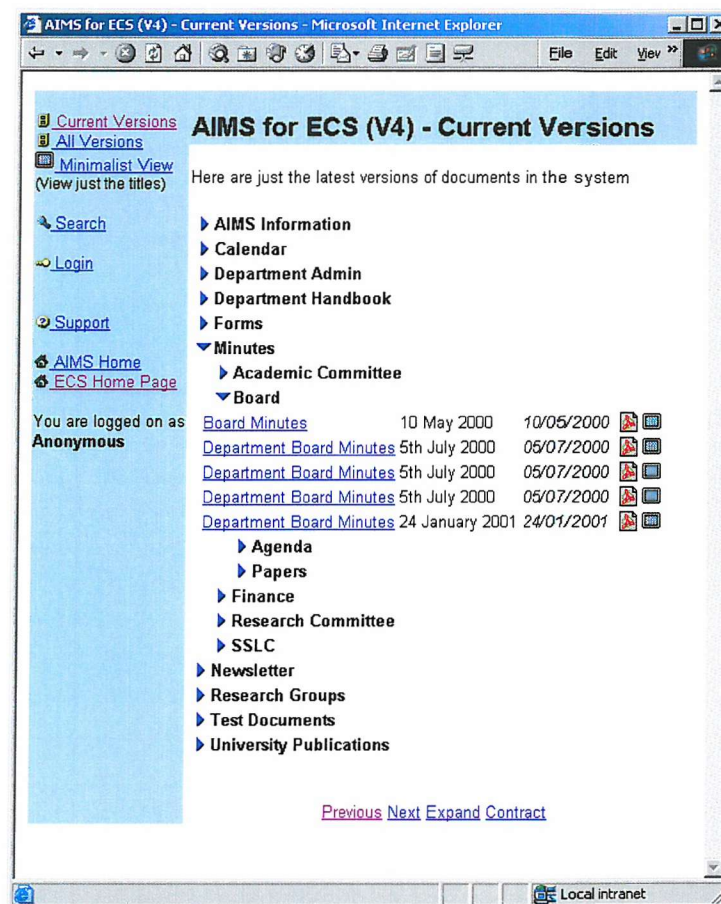 AIMS for ECS (V4) - Current Versions - Microsoft Internet Explorer
File Edit View »
Current Versions
All Versions
Minimalist View
(View just the titles)
Search
Login
Support
AIMS Home
ECS Home Page
You are logged on as
Anonymous
AIMS for ECS (V4) - Current Versions
Here are just the latest versions of documents in the system
AIMS Information
Calendar
Department Admin
Department Handbook
Forms
Minutes
Academic Committee
Board
Board Minutes 10 May 2000 10/05/2000
Department Board Minutes 5th July 2000 05/07/2000
Department Board Minutes 5th July 2000 05/07/2000
Department Board Minutes 5th July 2000 05/07/2000
Department Board Minutes 24 January 2001 24/01/2001
Agenda
Papers
Finance
Research Committee
SSLC
Newsletter
Research Groups
Test Documents
University Publications
Previous Next Expand Contract
Local intranet